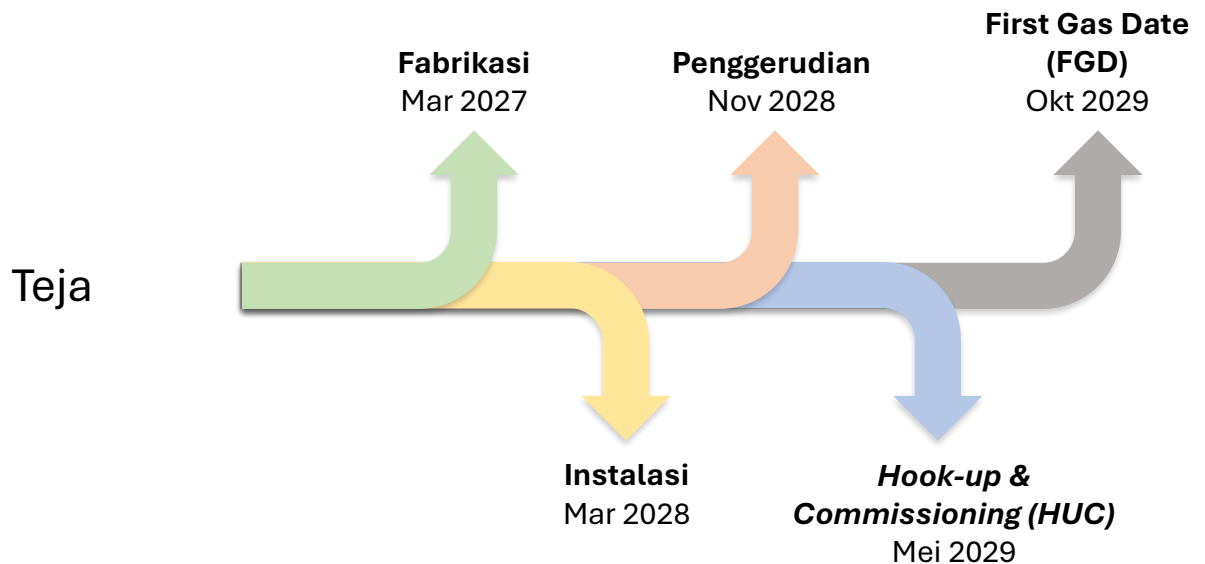 Fabrikasi
Mar 2027
Penggerudian
Nov 2028
First Gas Date
(FGD)
Okt 2029
Teja
Instalasi
Mar 2028
Hook-up &
Commissioning (HUC)
Mei 2029